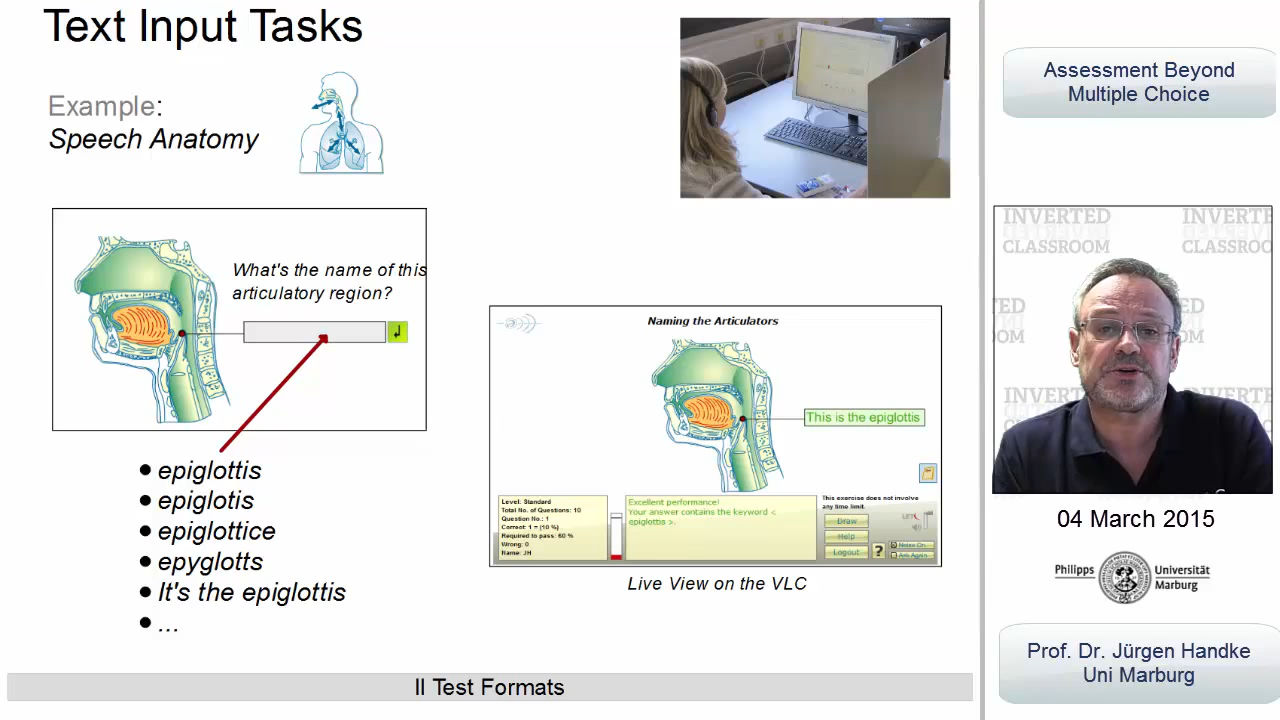 Text Input Tasks
Example:
Speech Anatomy
What's the name of this
articulatory region?
• epiglottis
• epiglotis
• epiglottice
• epyglotts
• It's the epiglottis
• ...
Naming the Articulators
This is the epiglottis
Level: Standard
Total No. of Questions: 10
Question No.: 1
Correct: 1 = (10 %)
Required to pass: 60 %
Wrong: 0
Name: JH
Excellent performance!
Your answer contains the keyword <
epiglottis >.
This exercise does not involve
any time limit.
Draw
Help
Logout
?
Live View on the VLC
II Test Formats
Assessment Beyond
Multiple Choice
INVERTED
CLASSROOM
INVERTE
CLASSROOM
04 March 2015
Philipps
Universität
Marburg
Prof. Dr. Jürgen Handke
Uni Marburg